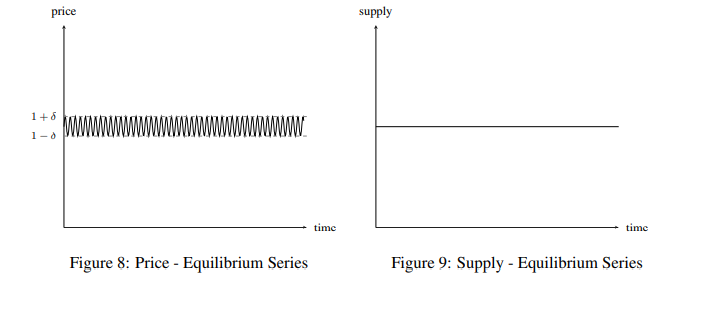 price
1 + δ
1 − δ
time
Figure 8: Price - Equilibrium Series
supply
time
Figure 9: Supply - Equilibrium Series